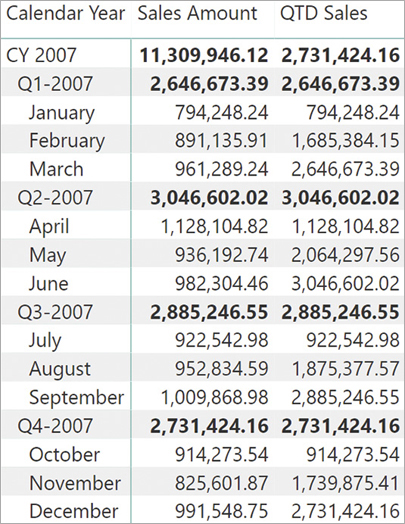 Calendar Year Sales Amount QTD Sales
CY 2007 11,309,946.12 2,731,424.16
Q1-2007 2,646,673.39 2,646,673.39
January 794,248.24 794,248.24
February 891,135.91 1,685,384.15
March 961,289.24 2,646,673.39
Q2-2007 3,046,602.02 3,046,602.02
April 1,128,104.82 1,128,104.82
May 936,192.74 2,064,297.56
June 982,304.46 3,046,602.02
Q3-2007 2,885,246.55 2,885,246.55
July 922,542.98 922,542.98
August 952,834.59 1,875,377.57
September 1,009,868.98 2,885,246.55
Q4-2007 2,731,424.16 2,731,424.16
October 914,273.54 914,273.54
November 825,601.87 1,739,875.41
December 991,548.75 2,731,424.16